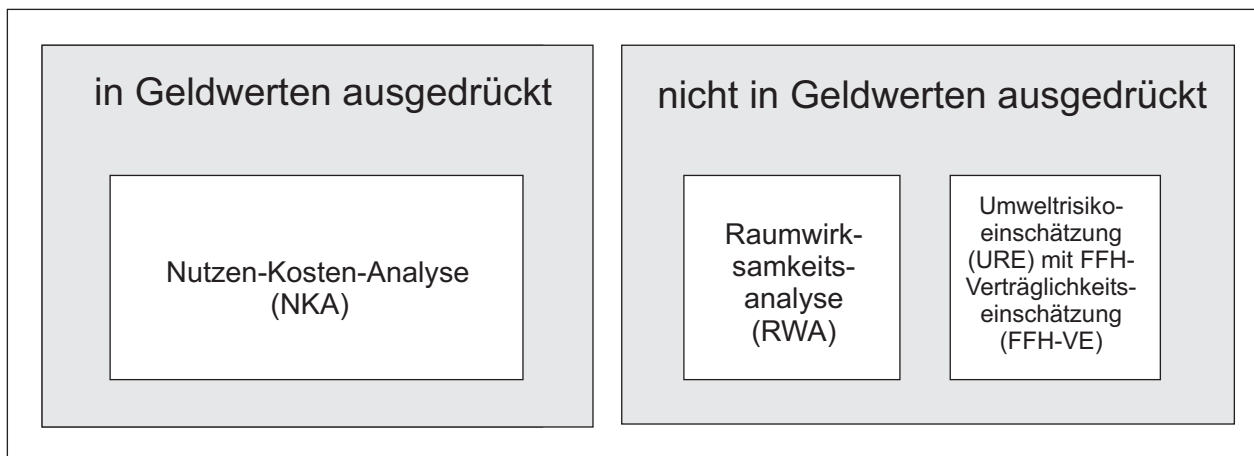 in Geldwerten ausgedrückt
Nutzen-Kosten-Analyse
(NKA)
nicht in Geldwerten ausgedrückt
Raumwirk-
samkeits-
analyse
(RWA)
Umweltrisiko-
einschätzung
(URE) mit FFH-
Verträglichkeits-
einschätzung
(FFH-VE)